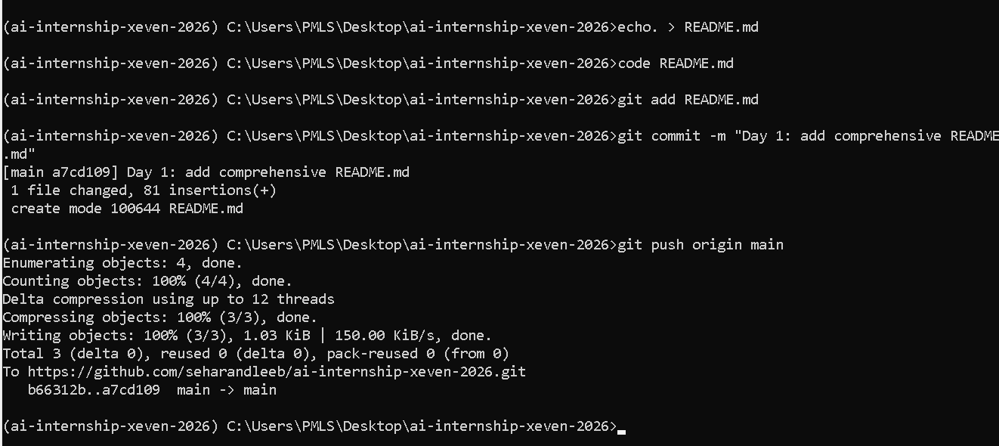 (ai-internship-xeven-2026) C:\Users\PMLS\Desktop\ai-internship-xeven-2026>echo. > README.md
(ai-internship-xeven-2026) C:\Users\PMLS\Desktop\ai-internship-xeven-2026>code README.md
(ai-internship-xeven-2026) C:\Users\PMLS\Desktop\ai-internship-xeven-2026>git add README.md
(ai-internship-xeven-2026) C:\Users\PMLS\Desktop\ai-internship-xeven-2026>git commit -m "Day 1: add comprehensive README
.md"
[main a7cd109] Day 1: add comprehensive README.md
 1 file changed, 81 insertions(+)
 create mode 100644 README.md
(ai-internship-xeven-2026) C:\Users\PMLS\Desktop\ai-internship-xeven-2026>git push origin main
Enumerating objects: 4, done.
Counting objects: 100% (4/4), done.
Delta compression using up to 12 threads
Compressing objects: 100% (3/3), done.
Writing objects: 100% (3/3), 1.03 KiB | 150.00 KiB/s, done.
Total 3 (delta 0), reused 0 (delta 0), pack-reused 0 (from 0)
To https://github.com/seharandleeb/ai-internship-xeven-2026.git
   b66312b..a7cd109  main -> main
(ai-internship-xeven-2026) C:\Users\PMLS\Desktop\ai-internship-xeven-2026>